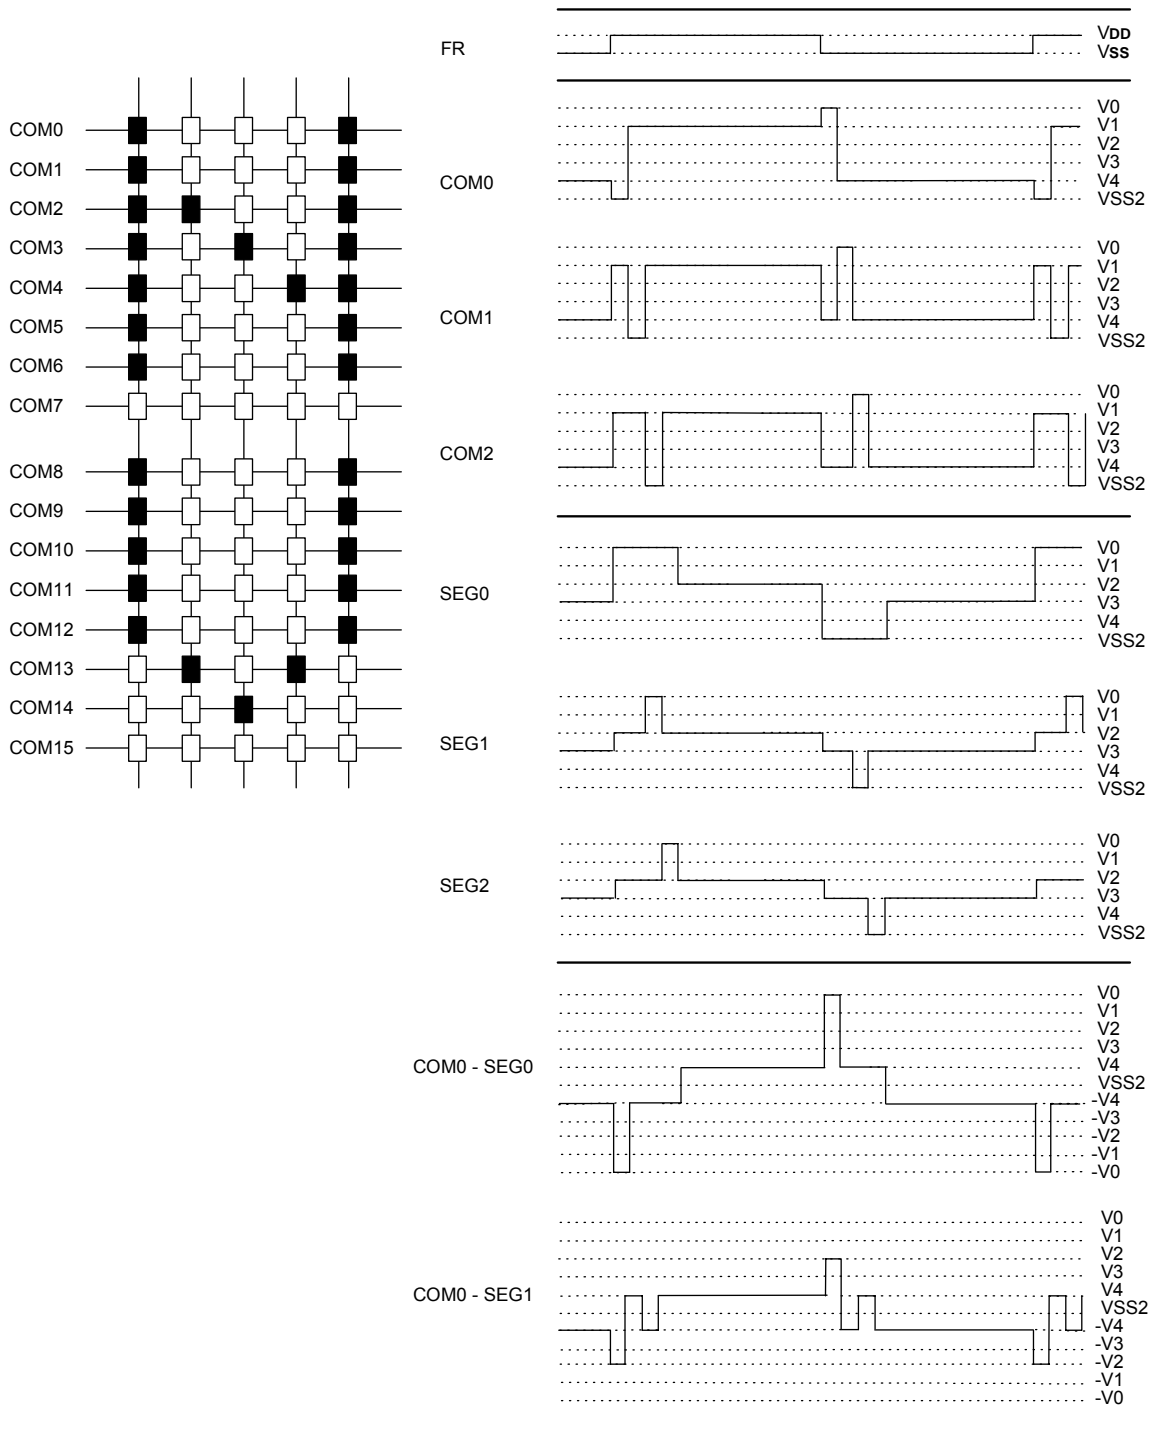 FR
VDD
VSS
COM0
COM1
COM2
COM3
COM4
COM5
COM6
COM7
COM8
COM9
COM10
COM11
COM12
COM13
COM14
COM15
COM0
V0
V1
V2
V3
V4
VSS2
COM1
V0
V1
V2
V3
V4
VSS2
COM2
V0
V1
V2
V3
V4
VSS2
SEG0
V0
V1
V2
V3
V4
VSS2
SEG1
V0
V1
V2
V3
V4
VSS2
SEG2
V0
V1
V2
V3
V4
VSS2
COM0 - SEG0
V0
V1
V2
V3
V4
VSS2
-V4
-V3
-V2
-V1
-V0
COM0 - SEG1
V0
V1
V2
V3
V4
VSS2
-V4
-V3
-V2
-V1
-V0